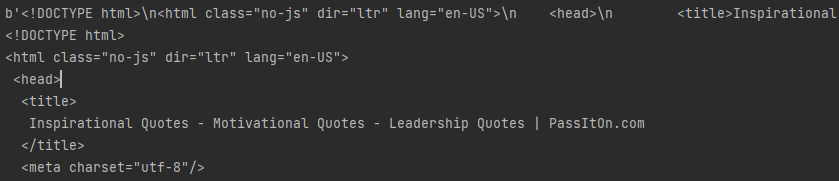 b'<!DOCTYPE html>\n<html class="no-js" dir="ltr" lang="en-US">\n    <head>\n        <title>Inspirational
<!DOCTYPE html>
<html class="no-js" dir="ltr" lang="en-US">
<head>
<title>
Inspirational Quotes - Motivational Quotes - Leadership Quotes | PassItOn.com
</title>
<meta charset="utf-8"/>